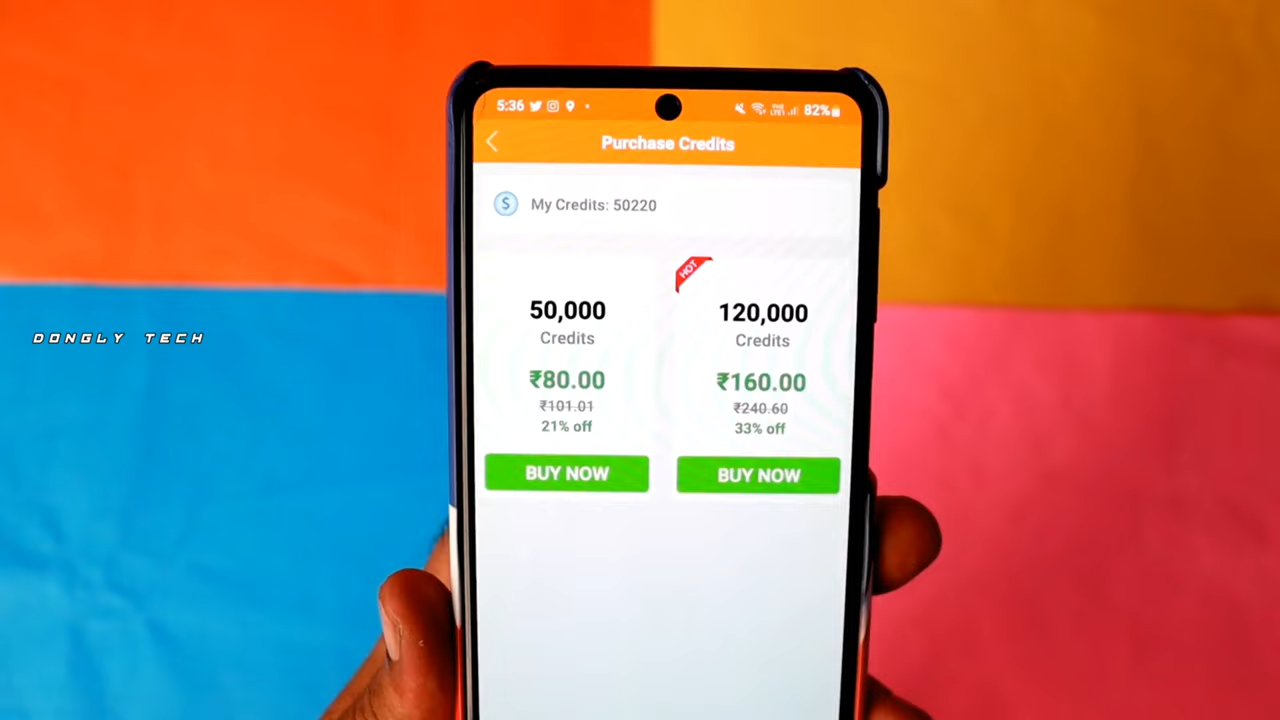 5:36
82%
Purchase Credits
$
My Credits: 50220
HOT
50,000
Credits
₹80.00
₹101.01
21% off
BUY NOW
120,000
Credits
₹160.00
₹240.60
33% off
BUY NOW
DONGLY TECH